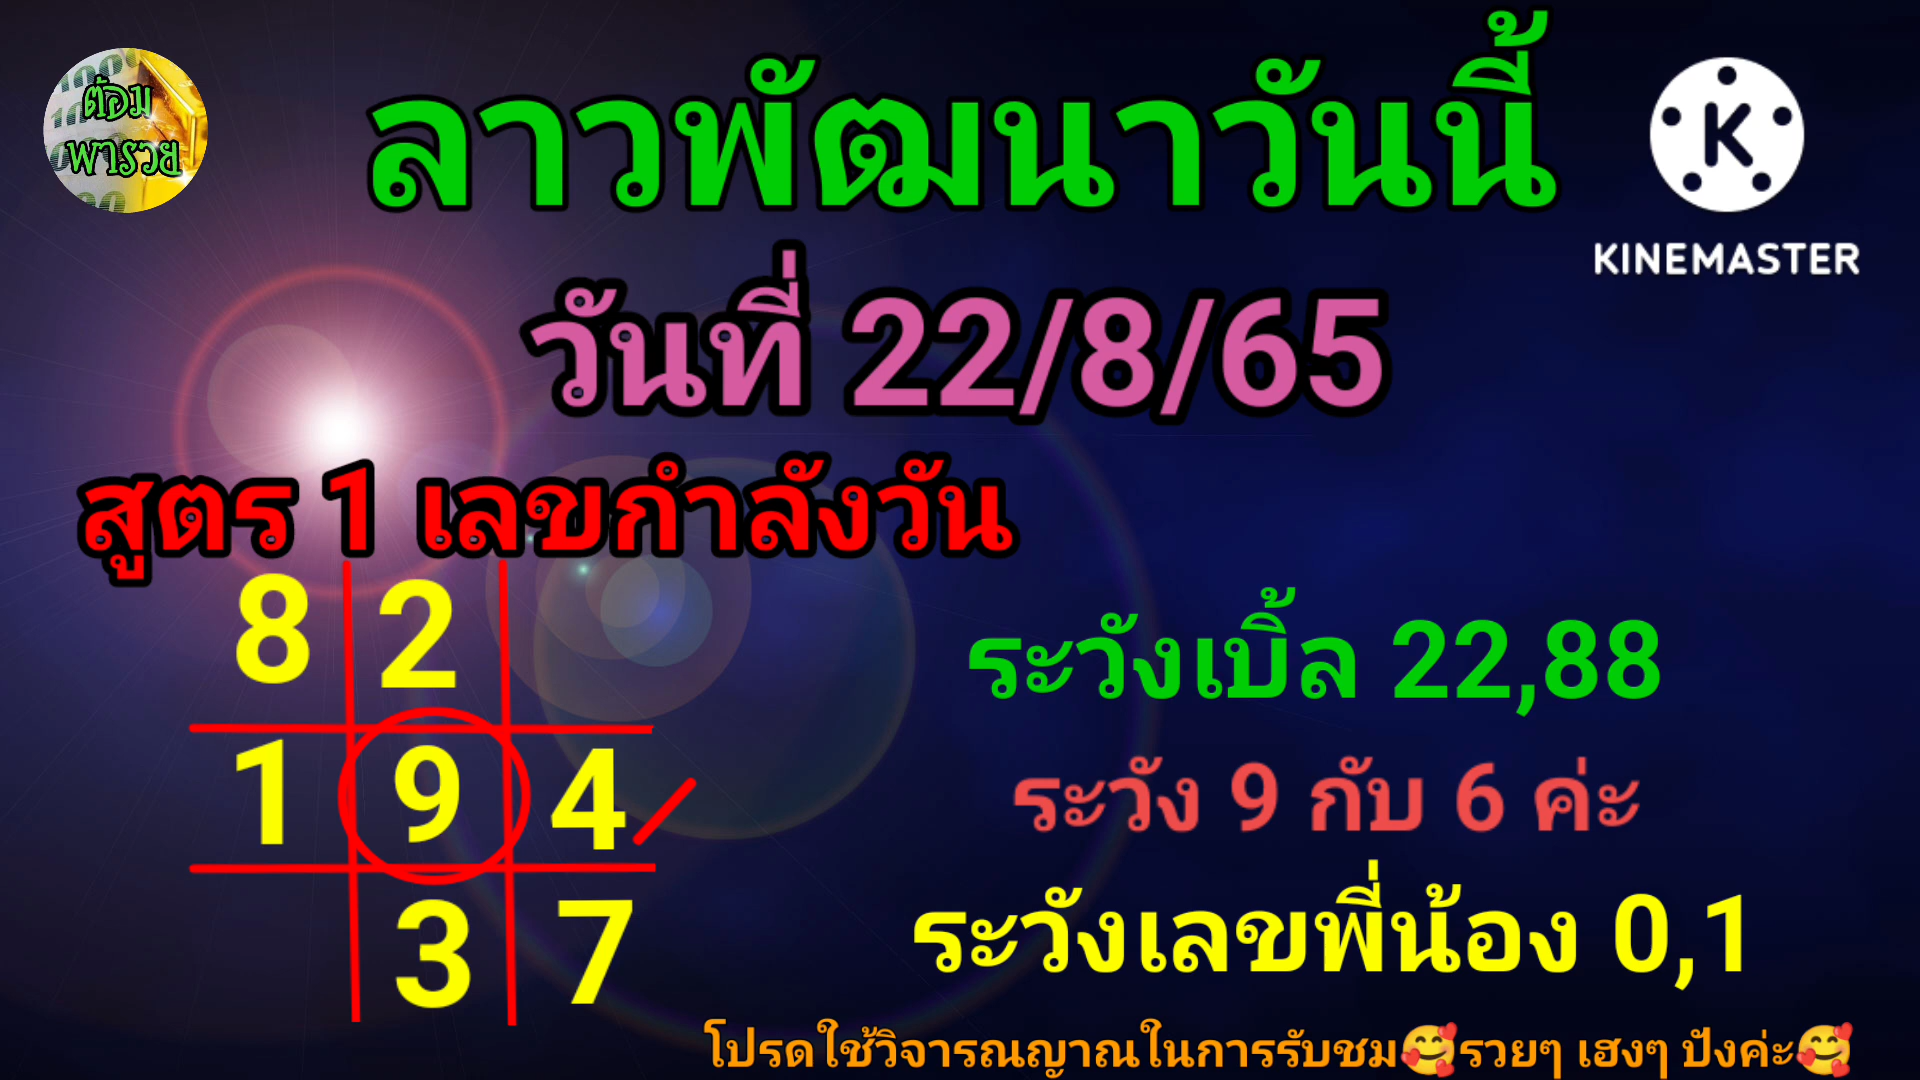 ต้อม
พารวย
ลาวพัฒนาวันนี้
K
KINEMASTER
วันที่ 22/8/65
สูตร 1 เลขกำลังวัน
8 2
1 9 4
3 7
ระวังเบิ้ล 22,88
ระวัง 9 กับ 6 ค่ะ
ระวังเลขพี่น้อง 0,1
โปรดใช้วิจารณญาณในการรับชม🥰รวยๆ เฮงๆ ปังค่ะ🥰